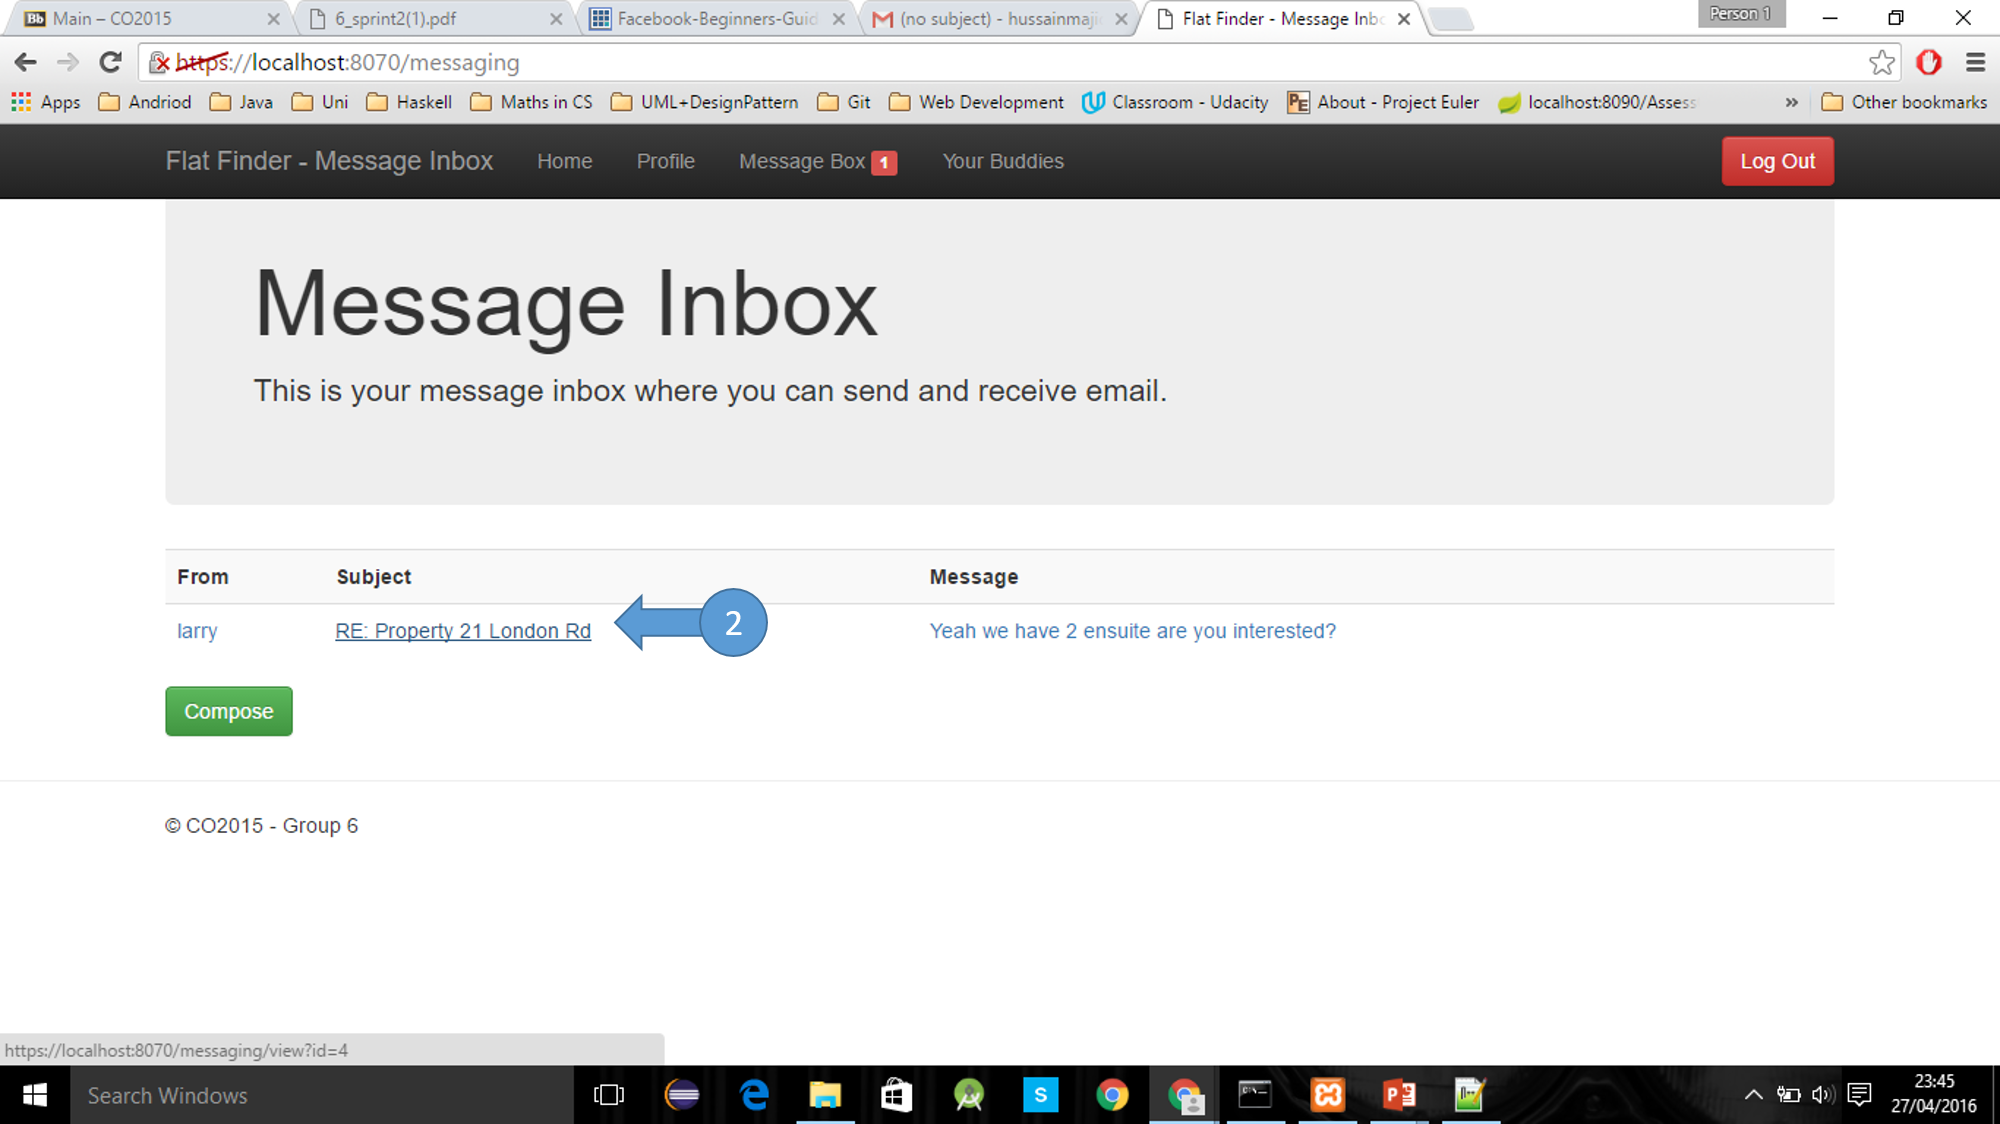 Main – CO2015
6_sprint2(1).pdf
Facebook-Beginners-Guid
(no subject) - hussainmaji
Flat Finder - Message Inbo
Person 1
https://localhost:8070/messaging
Apps
Andriod
Java
Uni
Haskell
Maths in CS
UML+DesignPattern
Git
Web Development
Classroom - Udacity
About - Project Euler
localhost:8090/Assess
»
Other bookmarks
Flat Finder - Message Inbox
Home
Profile
Message Box 1
Your Buddies
Log Out
Message Inbox
This is your message inbox where you can send and receive email.
From
Subject
Message
larry
RE: Property 21 London Rd
2
Yeah we have 2 ensuite are you interested?
Compose
© CO2015 - Group 6
https://localhost:8070/messaging/view?id=4
Search Windows
23:45
27/04/2016